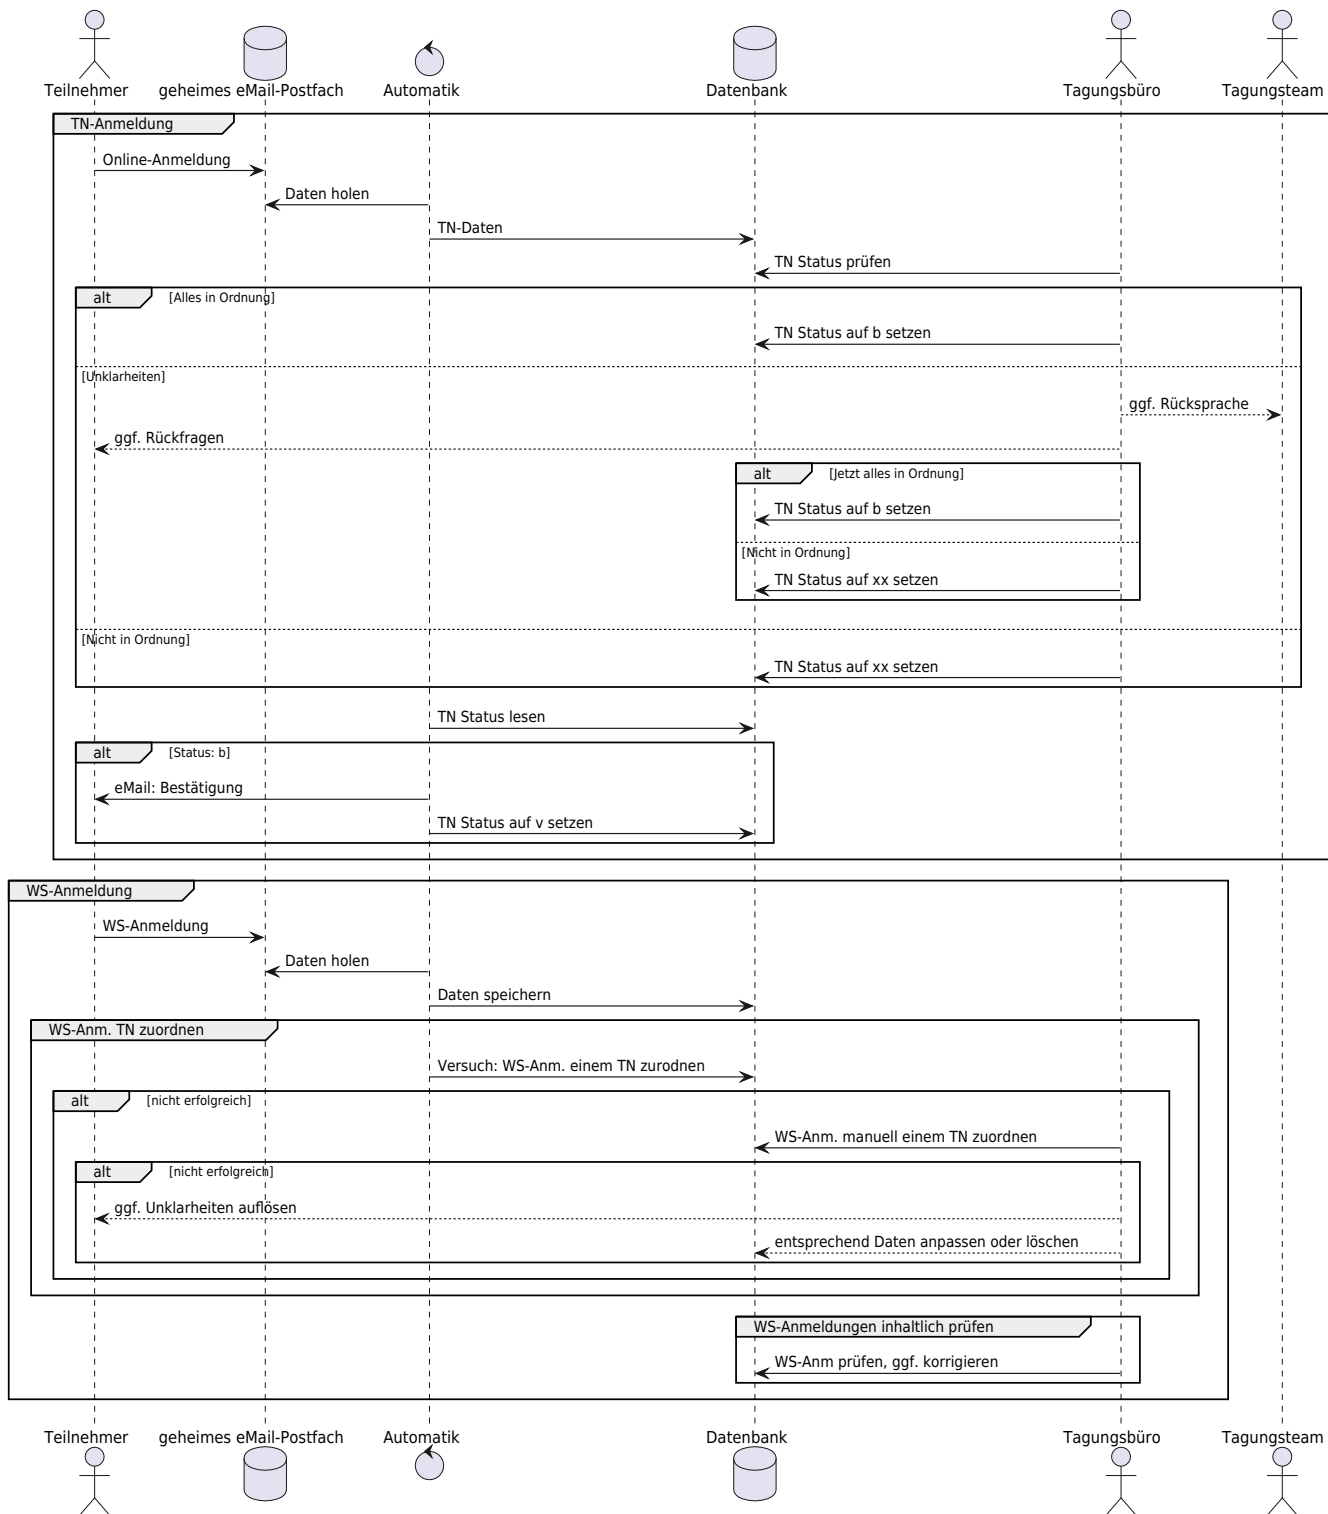 Teilnehmer geheimes eMail-Postfach Automatik Datenbank Tagungsbüro Tagungsteam
TN-Anmeldung
Online-Anmeldung
Daten holen
TN-Daten
TN Status prüfen
alt [Alles in Ordnung]
TN Status auf b setzen
[Unklarheiten]
ggf. Rücksprache
ggf. Rückfragen
alt [Jetzt alles in Ordnung]
TN Status auf b setzen
[Nicht in Ordnung]
TN Status auf xx setzen
[Nicht in Ordnung]
TN Status auf xx setzen
TN Status lesen
alt [Status: b]
eMail: Bestätigung
TN Status auf v setzen
WS-Anmeldung
WS-Anmeldung
Daten holen
Daten speichern
WS-Anm. TN zuordnen
Versuch: WS-Anm. einem TN zurodnen
alt [nicht erfolgreich]
WS-Anm. manuell einem TN zuordnen
alt [nicht erfolgreich]
ggf. Unklarheiten auflösen
entsprechend Daten anpassen oder löschen
WS-Anmeldungen inhaltlich prüfen
WS-Anm prüfen, ggf. korrigieren
Teilnehmer geheimes eMail-Postfach Automatik Datenbank Tagungsbüro Tagungsteam